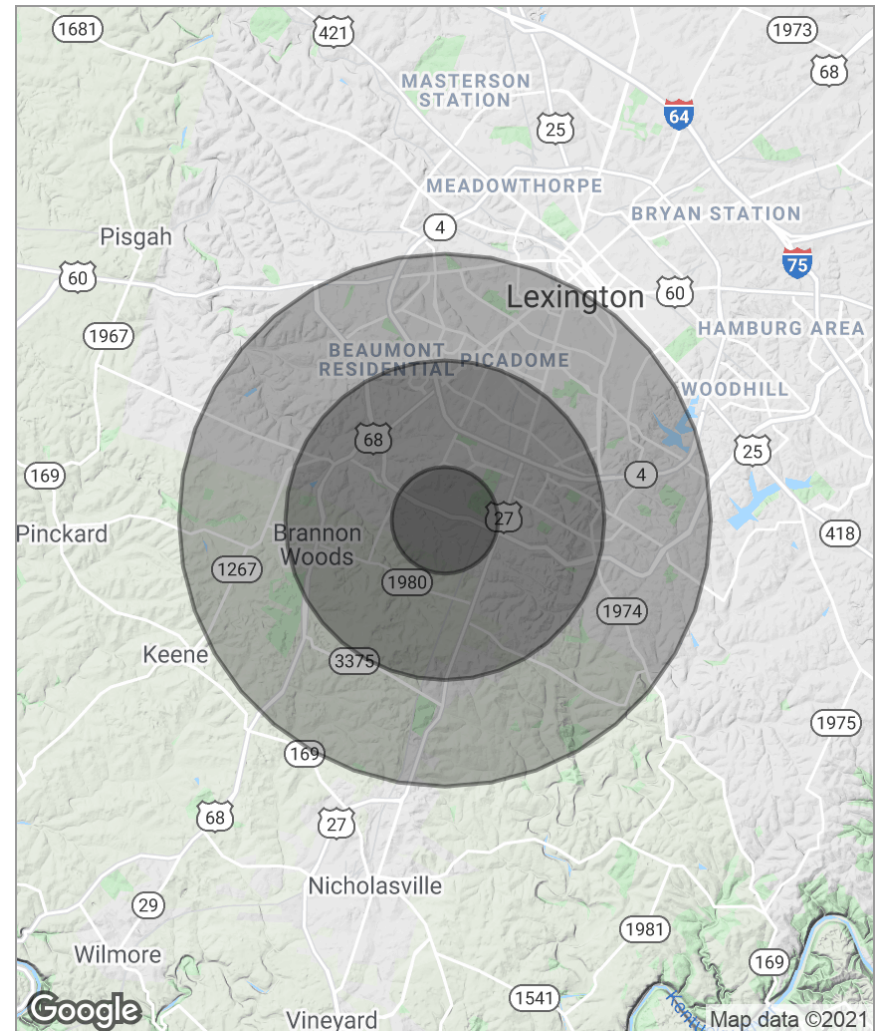 1681
421
1973
68
MASTERSON
STATION
64
25
MEADOWTHORPE
BRYAN STATION
4
Pisgah
75
60
Lexington
60
1967
HAMBURG AREA
BEAUMONT
RESIDENTIAL
PICADOME
WOODHILL
68
25
169
4
27
Pinckard
Brannon
Woods
418
1267
1980
1974
Keene
3375
1975
169
68
27
Nicholasville
29
1981
Wilmore
169
1541
Google
Vineyard
Map data ©2021